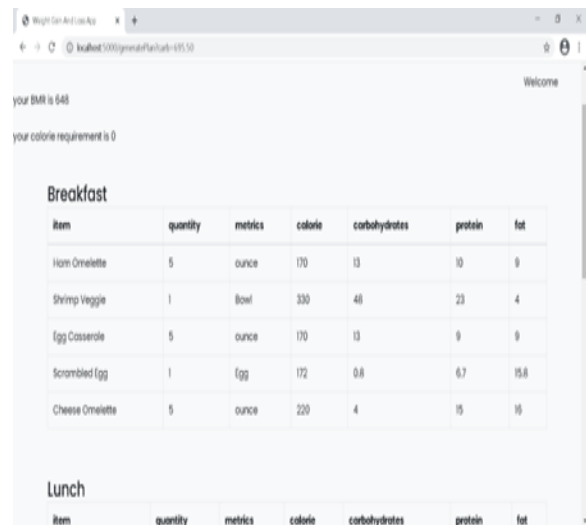 Weight Gain And Loss App
localhost:5000/generatePlan?carb=695.50
Welcome
your BMR is 648
your calorie requirement is 0
Breakfast
item quantity metrics calorie carbohydrates protein fat
Ham Omelette 5 ounce 170 13 10 9
Shrimp Veggie 1 Bowl 330 48 23 4
Egg Casserole 5 ounce 170 13 9 9
Scrambled Egg 1 Egg 172 0.8 6.7 15.8
Cheese Omelette 5 ounce 220 4 15 16
Lunch
item quantity metrics calorie carbohydrates protein fat